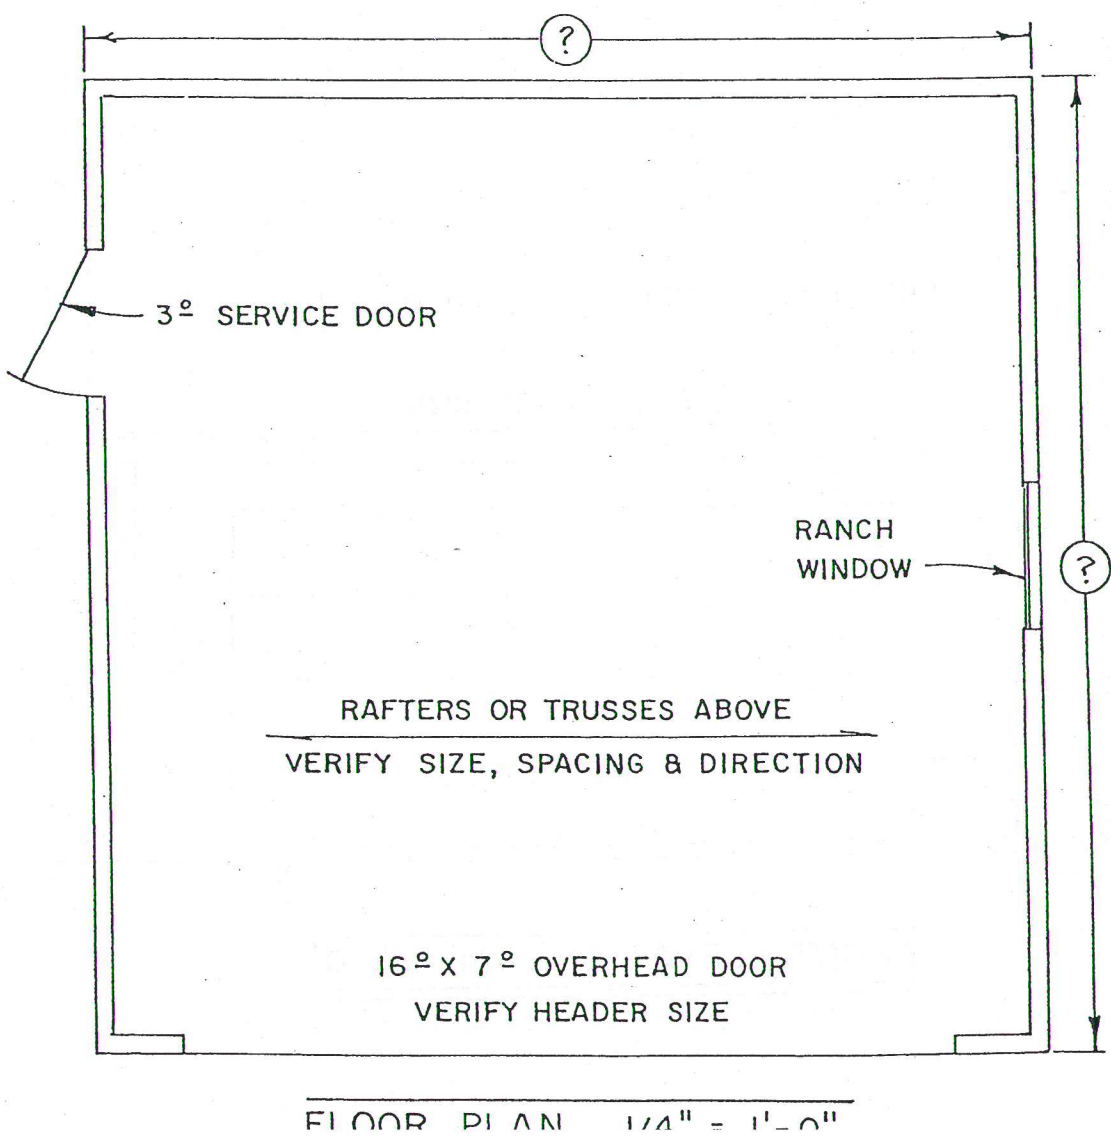 ?
3º SERVICE DOOR
RANCH
WINDOW
?
RAFTERS OR TRUSSES ABOVE
VERIFY SIZE, SPACING & DIRECTION
16º X 7º OVERHEAD DOOR
VERIFY HEADER SIZE
FLOOR PLAN 1/4" = 1'-0"